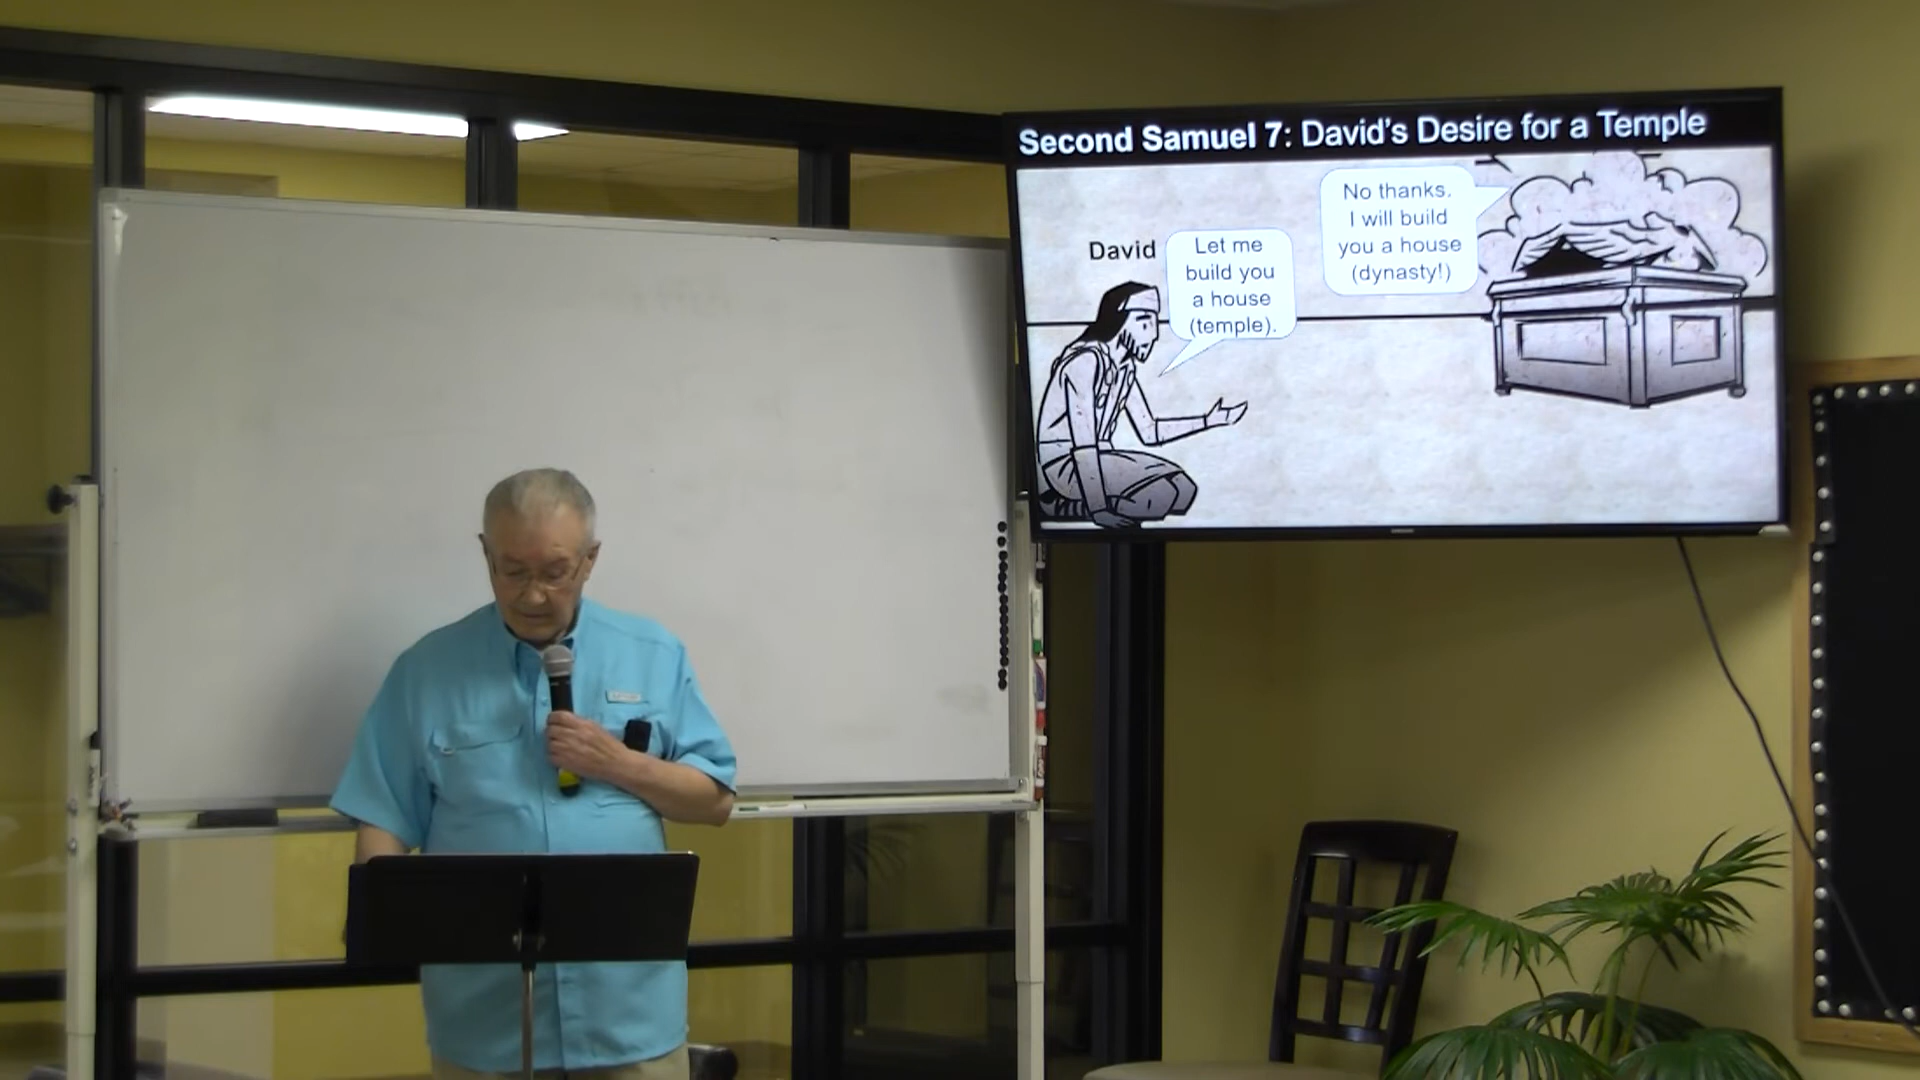 Second Samuel 7: David's Desire for a Temple
No thanks.
I will build
you a house
(dynasty!)
David
Let me
build you
a house
(temple).